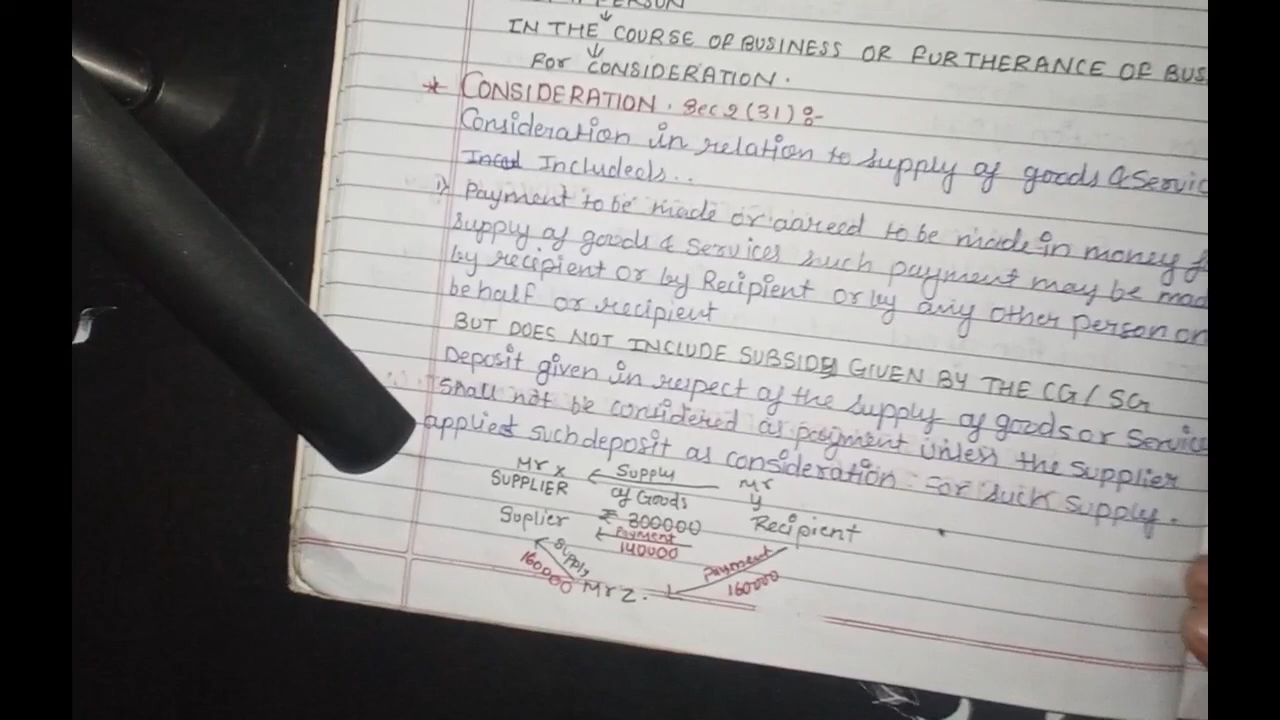 PERSON
IN THE COURSE OF BUSINESS OR FURTHERANCE OF BUS
FOR CONSIDERATION.
* CONSIDERATION. Sec 2 (31) :-
Consideration in relation to supply of goods & Servic
Includeds..
i) Payment to be made or agreed to be made in money f
supply of goods & services such payment may be mad
by recipient or by Recipient or by any other person on
behalf or recipient
BUT DOES NOT INCLUDE SUBSIDY GIVEN BY THE CG / SG
Deposit given in respect of the supply of goods or Service
Shall not be considered as payment unless the supplier
applies such deposit as consideration for such supply.
Mr x ← Supply Mr
SUPPLIER of Goods y
Suplier ₹ 300000 Recipient
← Payment
140000
Supply Payment
160000 Mr Z. 160000